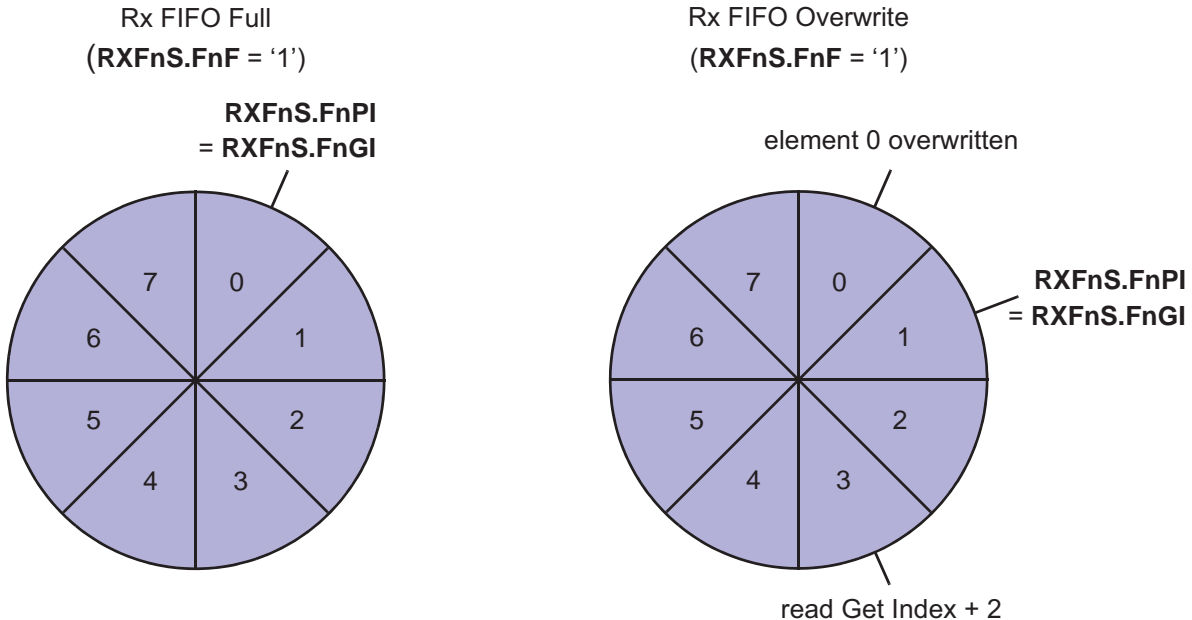 Rx FIFO Full
(RXFnS.FnF = ‘1’)
RXFnS.FnPI
= RXFnS.FnGI
7
0
6
1
5
2
4
3
Rx FIFO Overwrite
(RXFnS.FnF = ‘1’)
element 0 overwritten
RXFnS.FnPI
= RXFnS.FnGI
7
0
6
1
5
2
4
3
read Get Index + 2